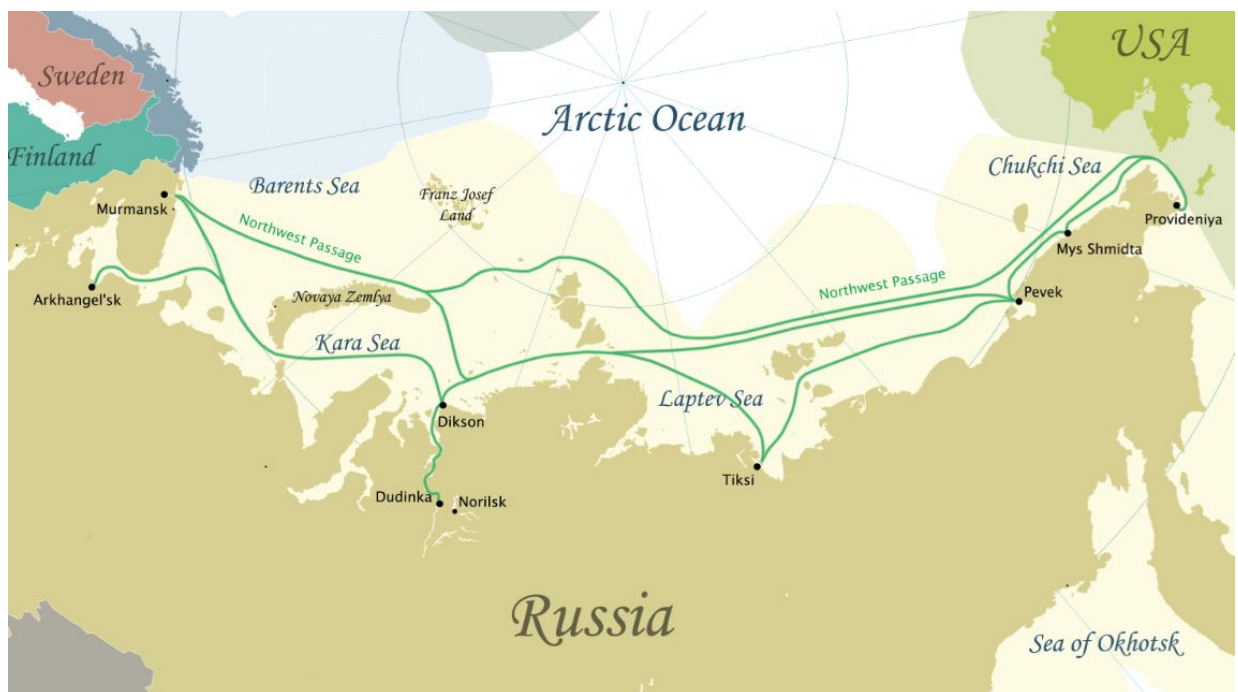 USA
Sweden
Arctic Ocean
Finland
Chukchi Sea
Barents Sea
Franz Josef
Land
Murmansk
Provideniya
Northwest Passage
Mys Shmidta
Northwest Passage
Arkhangel'sk
Novaya Zemlya
Pevek
Kara Sea
Laptev Sea
Dikson
Tiksi
Dudinka
Norilsk
Russia
Sea of Okhotsk